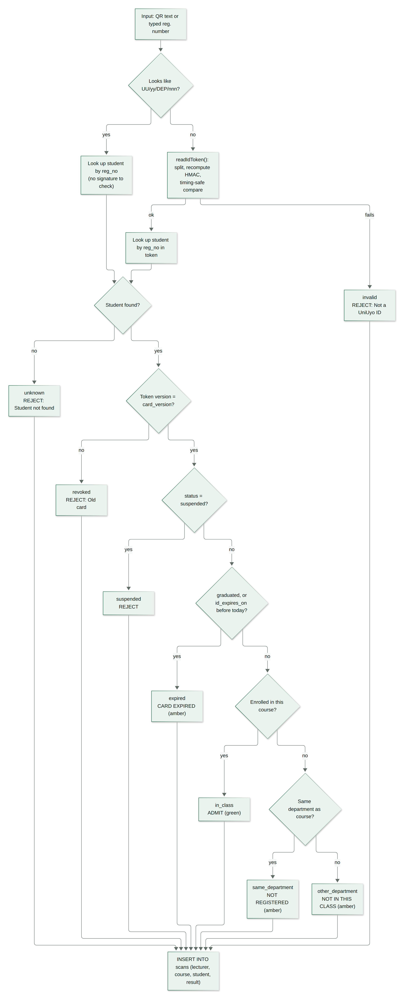 Input: QR text or
typed reg.
number
Looks like
UU/yy/DEP/nnn?
yes
no
Look up student
by reg_no
(no signature to
check)
readIdToken():
split, recompute
HMAC,
timing-safe
compare
ok
fails
Look up student
by reg_no in
token
Student found?
invalid
REJECT: Not a
UniUyo ID
no
yes
unknown
REJECT:
Student not found
Token version =
card_version?
no
yes
revoked
REJECT: Old
card
status =
suspended?
yes
no
suspended
REJECT
graduated, or
id_expires_on
before today?
yes
no
expired
CARD EXPIRED
(amber)
Enrolled in this
course?
yes
no
in_class
ADMIT (green)
Same
department as
course?
yes
no
same_department
NOT
REGISTERED
(amber)
other_department
NOT IN THIS
CLASS (amber)
INSERT INTO
scans (lecturer,
course, student,
result)